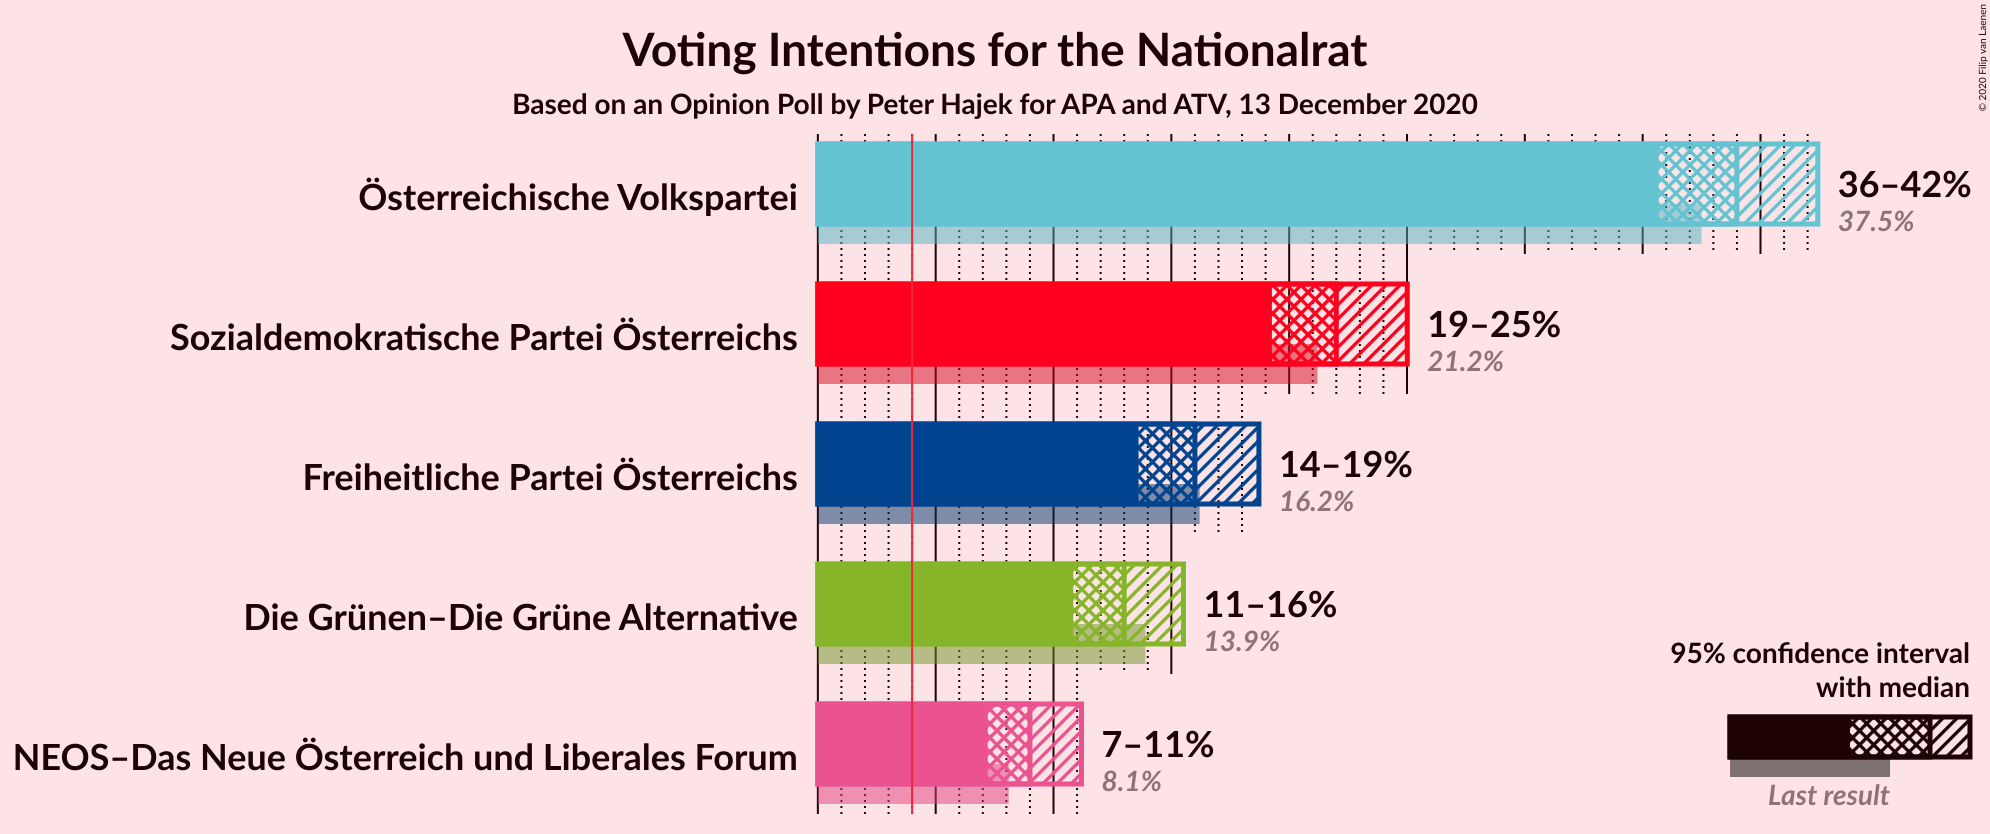 Voting Intentions for the Nationalrat
Based on an Opinion Poll by Peter Hajek for APA and ATV, 13 December 2020
© 2020 Filip van Laenen
Österreichische Volkspartei
36–42%
37.5%
Sozialdemokratische Partei Österreichs
19–25%
21.2%
Freiheitliche Partei Österreichs
14–19%
16.2%
Die Grünen–Die Grüne Alternative
11–16%
13.9%
NEOS–Das Neue Österreich und Liberales Forum
7–11%
8.1%
95% confidence interval
with median
Last result